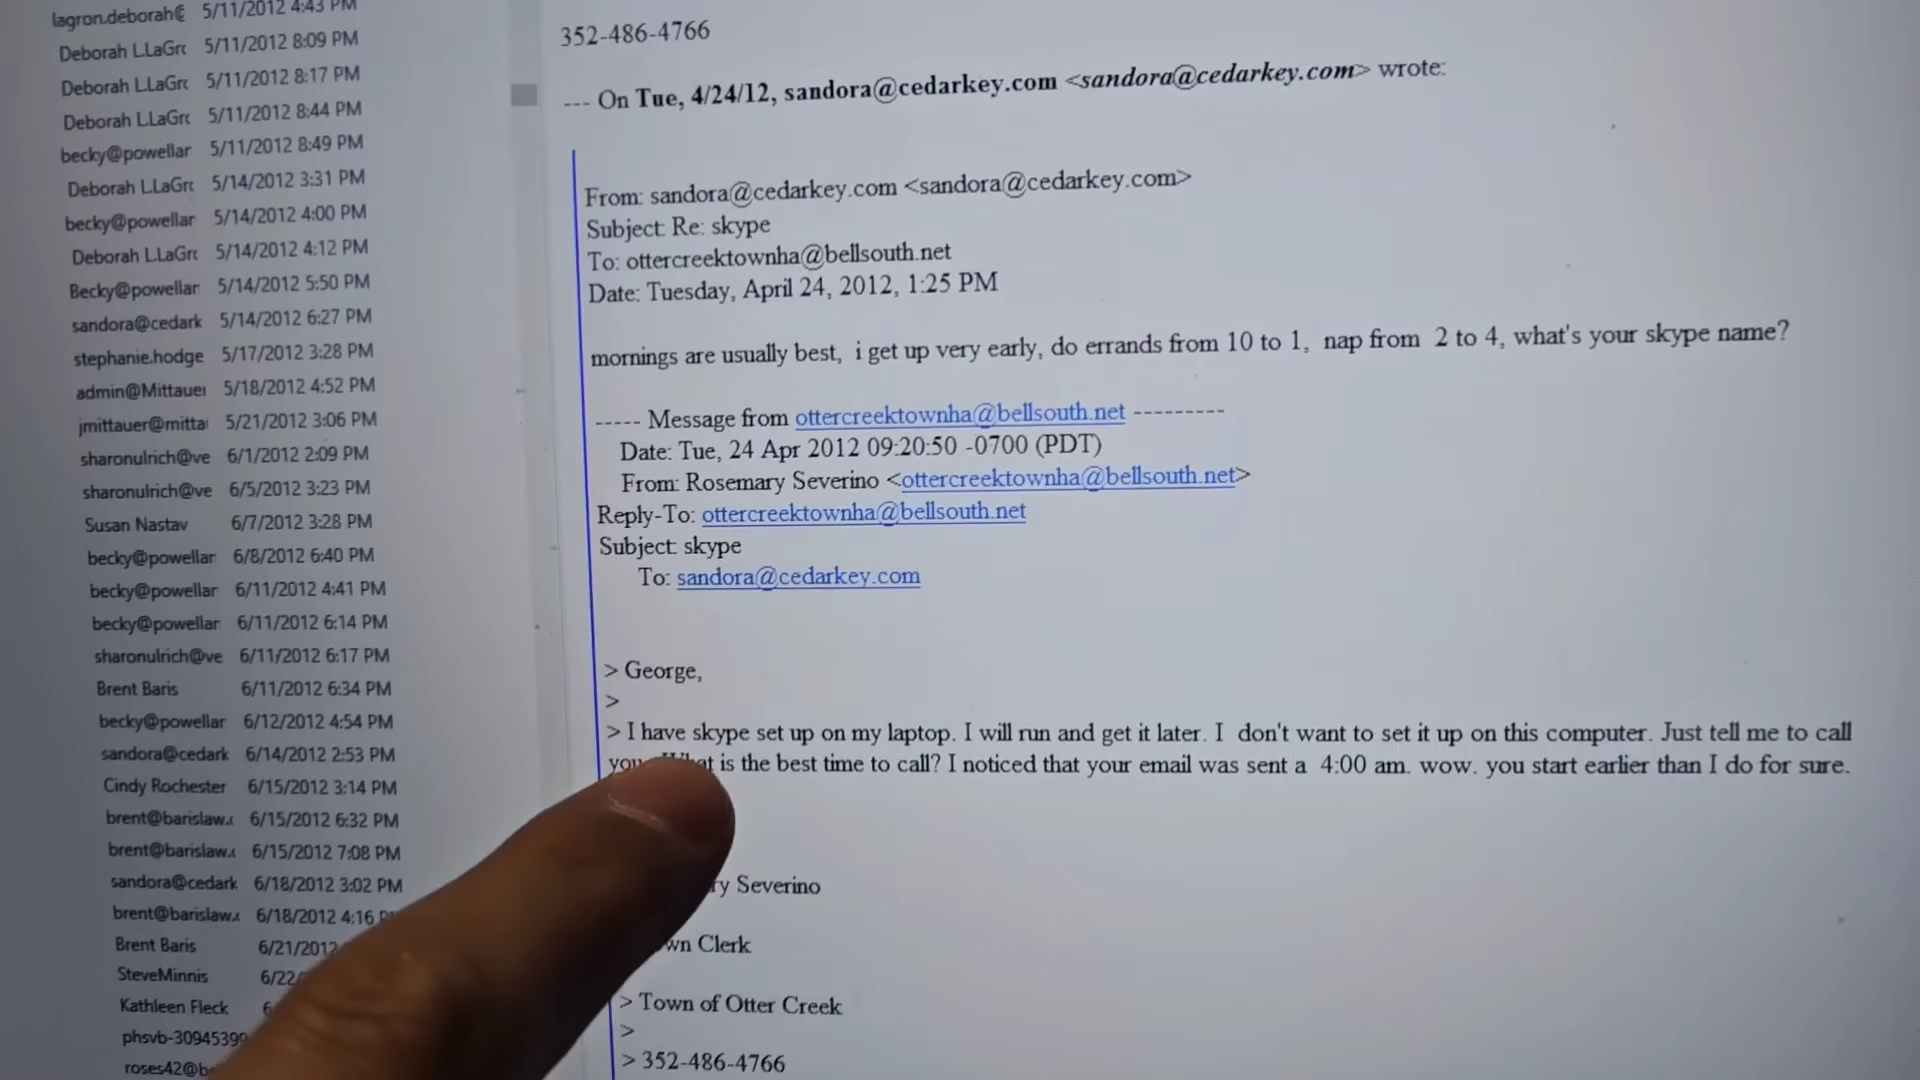 lagron.deborah@ 5/11/2012 4:43 PM
Deborah L.LaGrc 5/11/2012 8:09 PM
Deborah L.LaGrc 5/11/2012 8:17 PM
Deborah L.LaGrc 5/11/2012 8:44 PM
becky@powellar 5/11/2012 8:49 PM
Deborah L.LaGrc 5/14/2012 3:31 PM
becky@powellar 5/14/2012 4:00 PM
Deborah L.LaGrc 5/14/2012 4:12 PM
Becky@powellar 5/14/2012 5:50 PM
sandora@cedark 5/14/2012 6:27 PM
stephanie.hodge 5/17/2012 3:28 PM
admin@Mittauer 5/18/2012 4:52 PM
jmittauer@mitta 5/21/2012 3:06 PM
sharonulrich@ve 6/1/2012 2:09 PM
sharonulrich@ve 6/5/2012 3:23 PM
Susan Nastav 6/7/2012 3:28 PM
becky@powellar 6/8/2012 6:40 PM
becky@powellar 6/11/2012 4:41 PM
becky@powellar 6/11/2012 6:14 PM
sharonulrich@ve 6/11/2012 6:17 PM
Brent Baris 6/11/2012 6:34 PM
becky@powellar 6/12/2012 4:54 PM
sandora@cedark 6/14/2012 2:53 PM
Cindy Rochester 6/15/2012 3:14 PM
brent@barislaw.c 6/15/2012 6:32 PM
brent@barislaw.c 6/15/2012 7:08 PM
sandora@cedark 6/18/2012 3:02 PM
brent@barislaw.c 6/18/2012 4:16 P
Brent Baris 6/21/2012
SteveMinnis 6/22/
Kathleen Fleck 6
phsvb-30945399
roses42@b
352-486-4766
--- On Tue, 4/24/12, sandora@cedarkey.com <sandora@cedarkey.com> wrote:
From: sandora@cedarkey.com <sandora@cedarkey.com>
Subject: Re: skype
To: ottercreektownha@bellsouth.net
Date: Tuesday, April 24, 2012, 1:25 PM
mornings are usually best, i get up very early, do errands from 10 to 1, nap from 2 to 4, what's your skype name?
----- Message from ottercreektownha@bellsouth.net ---------
Date: Tue, 24 Apr 2012 09:20:50 -0700 (PDT)
From: Rosemary Severino <ottercreektownha@bellsouth.net>
Reply-To: ottercreektownha@bellsouth.net
Subject: skype
To: sandora@cedarkey.com
> George,
>
> I have skype set up on my laptop. I will run and get it later. I don't want to set it up on this computer. Just tell me to call
you. What is the best time to call? I noticed that your email was sent a 4:00 am. wow. you start earlier than I do for sure.
ry Severino
wn Clerk
> Town of Otter Creek
>
> 352-486-4766